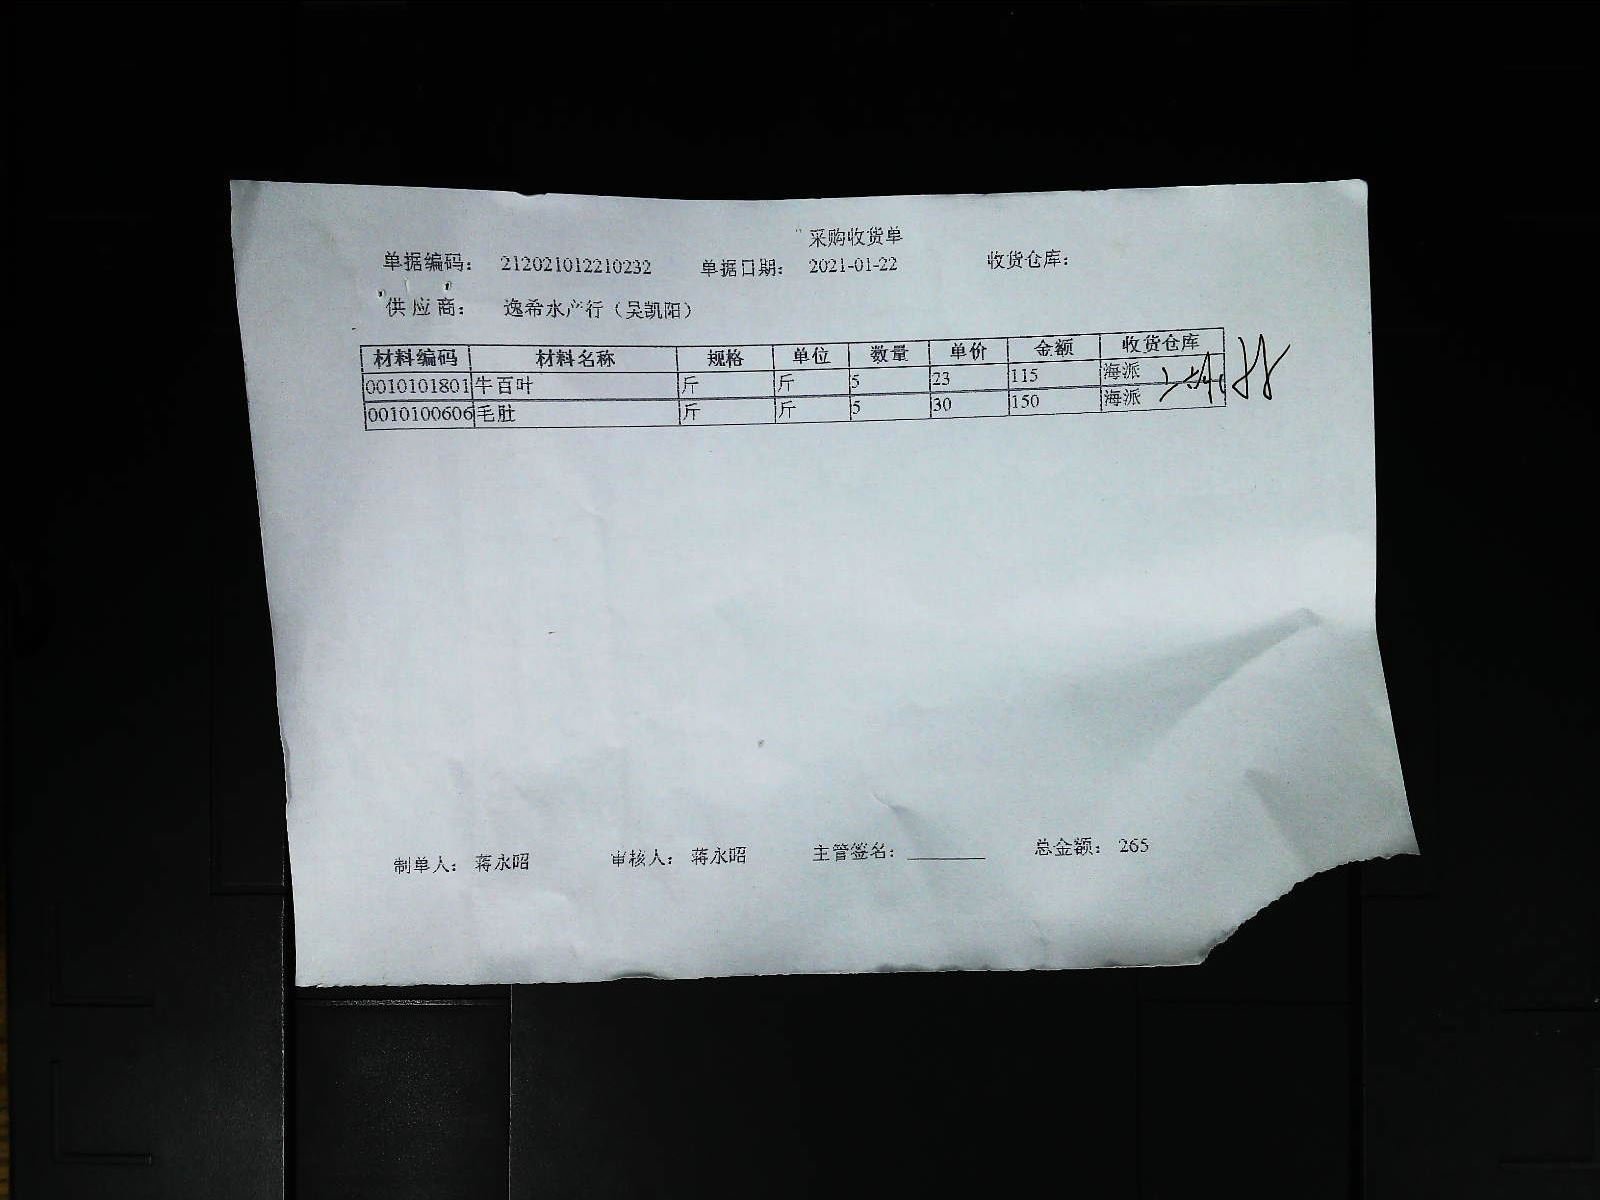 采购收货单
单据编码： 212021012210232 单据日期： 2021-01-22 收货仓库：
供应商： 逸希水产行（吴凯阳）
材料编码 材料名称 规格 单位 数量 单价 金额 收货仓库
0010101801 牛百叶 斤 斤 5 23 115 海派
0010100606 毛肚 斤 斤 5 30 150 海派
制单人： 蒋永昭 审核人： 蒋永昭 主管签名：________ 总金额： 265